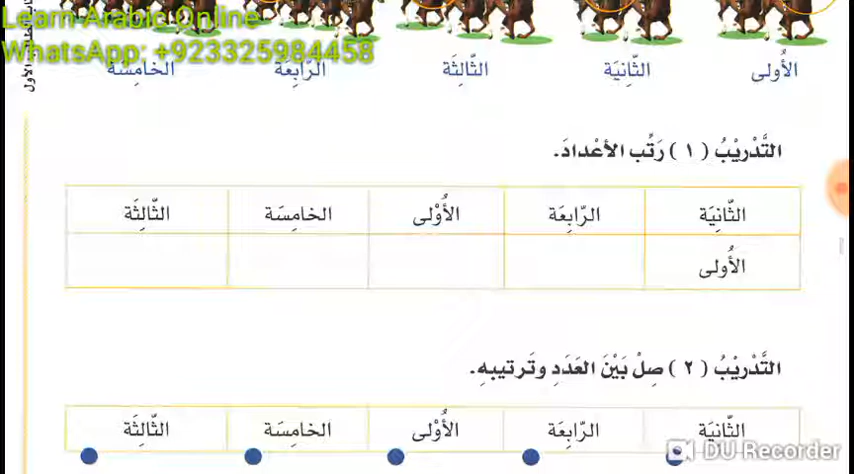 Learn Arabic Online
WhatsApp: +923325984458
الأُولى الثّانِيَة الثّالِثَة الرّابِعَة الخامِسَة
التَّدْرِيْبُ ( ١ ) رَتِّب الأعْدادَ.
الثّانِيَة الرّابِعَة الأُوْلى الخامِسَة الثّالِثَة
الأُولى
التَّدْرِيْبُ ( ٢ ) صِلْ بَيْنَ العَدَدِ وَتَرتيبهِ.
الثّانِيَة الرّابِعَة الأُوْلى الخامِسَة الثّالِثَة
DU Recorder